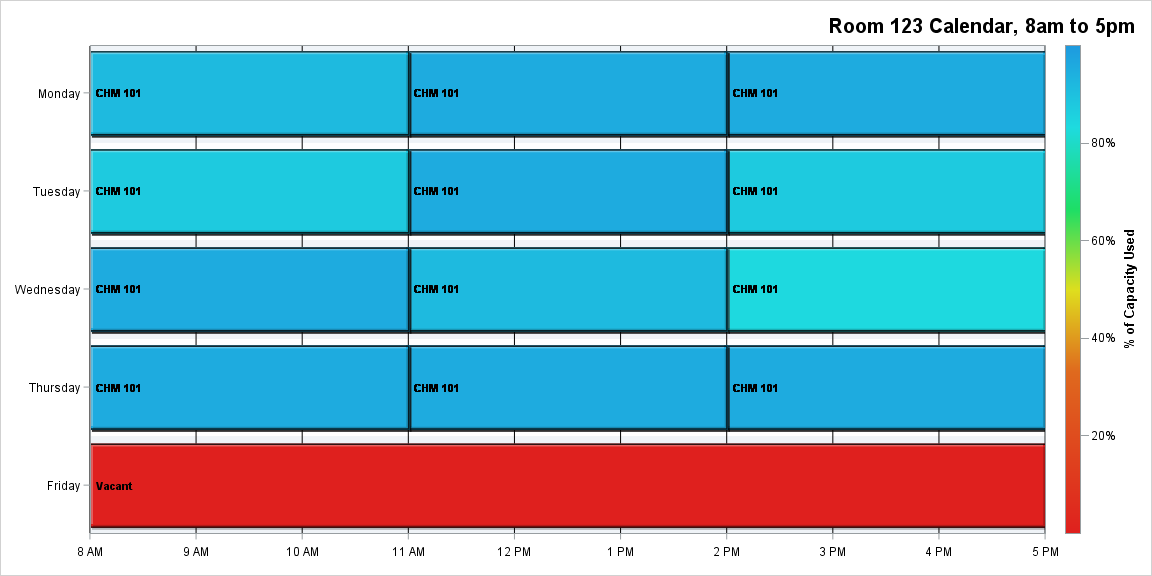 Room 123 Calendar, 8am to 5pm
Monday
CHM 101
CHM 101
CHM 101
Tuesday
CHM 101
CHM 101
CHM 101
Wednesday
CHM 101
CHM 101
CHM 101
Thursday
CHM 101
CHM 101
CHM 101
Friday
Vacant
8 AM
9 AM
10 AM
11 AM
12 PM
1 PM
2 PM
3 PM
4 PM
5 PM
80%
60%
40%
20%
% of Capacity Used